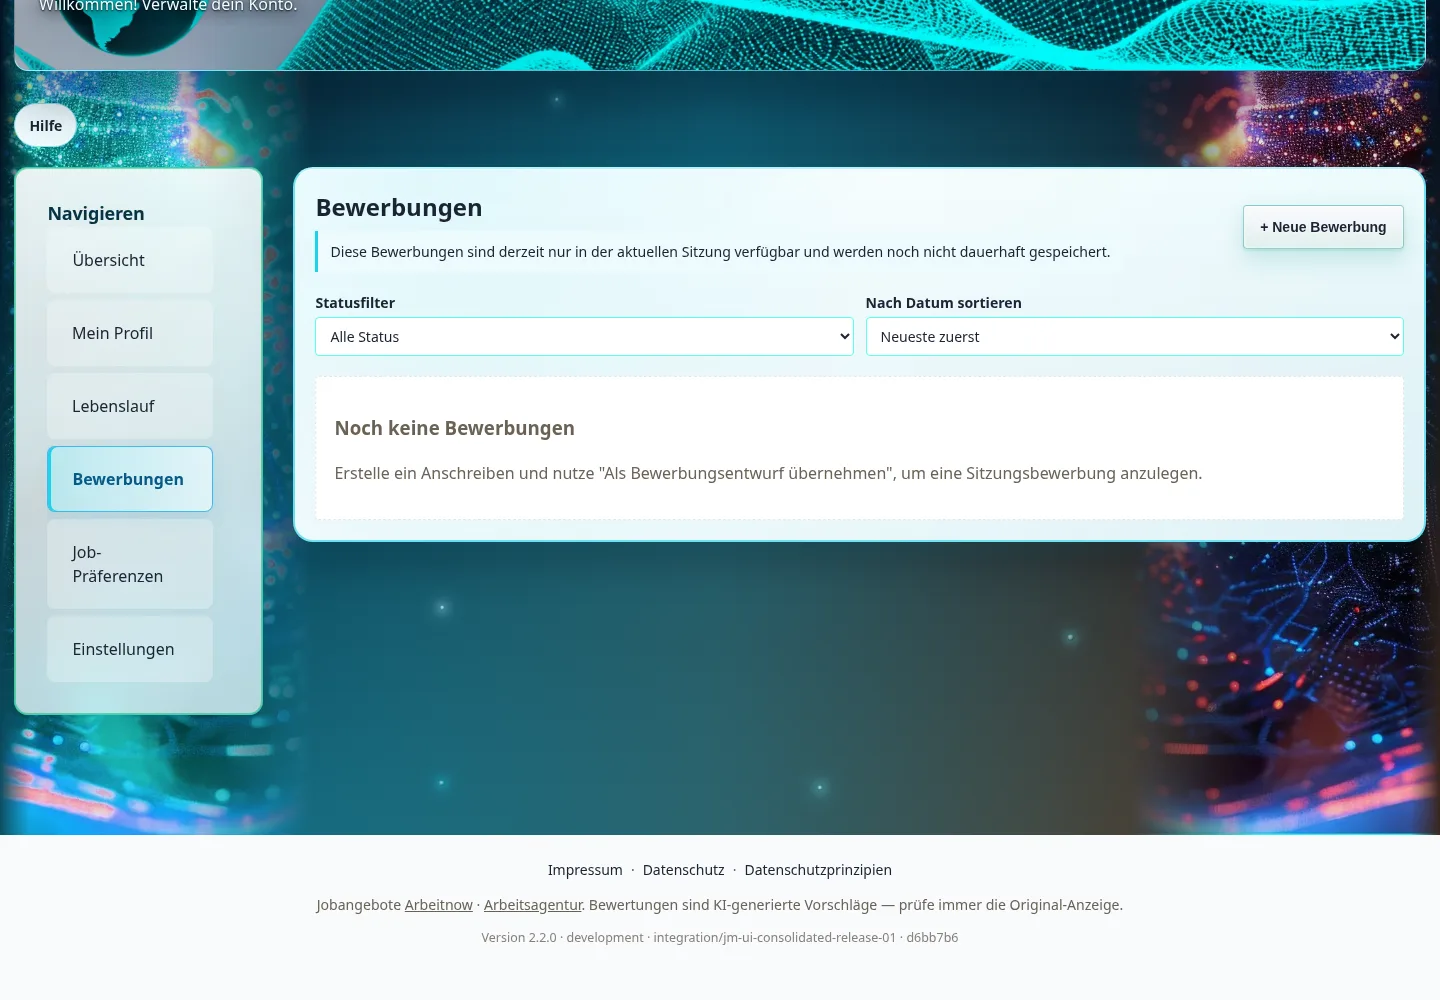 Willkommen! Verwalte dein Konto.
Hilfe
Navigieren
Übersicht
Mein Profil
Lebenslauf
Bewerbungen
Job-
Präferenzen
Einstellungen
Bewerbungen
+ Neue Bewerbung
Diese Bewerbungen sind derzeit nur in der aktuellen Sitzung verfügbar und werden noch nicht dauerhaft gespeichert.
Statusfilter
Nach Datum sortieren
Alle Status
Neueste zuerst
Noch keine Bewerbungen
Erstelle ein Anschreiben und nutze "Als Bewerbungsentwurf übernehmen", um eine Sitzungsbewerbung anzulegen.
Impressum · Datenschutz · Datenschutzprinzipien
Jobangebote Arbeitnow · Arbeitsagentur. Bewertungen sind KI-generierte Vorschläge — prüfe immer die Original-Anzeige.
Version 2.2.0 · development · integration/jm-ui-consolidated-release-01 · d6bb7b6